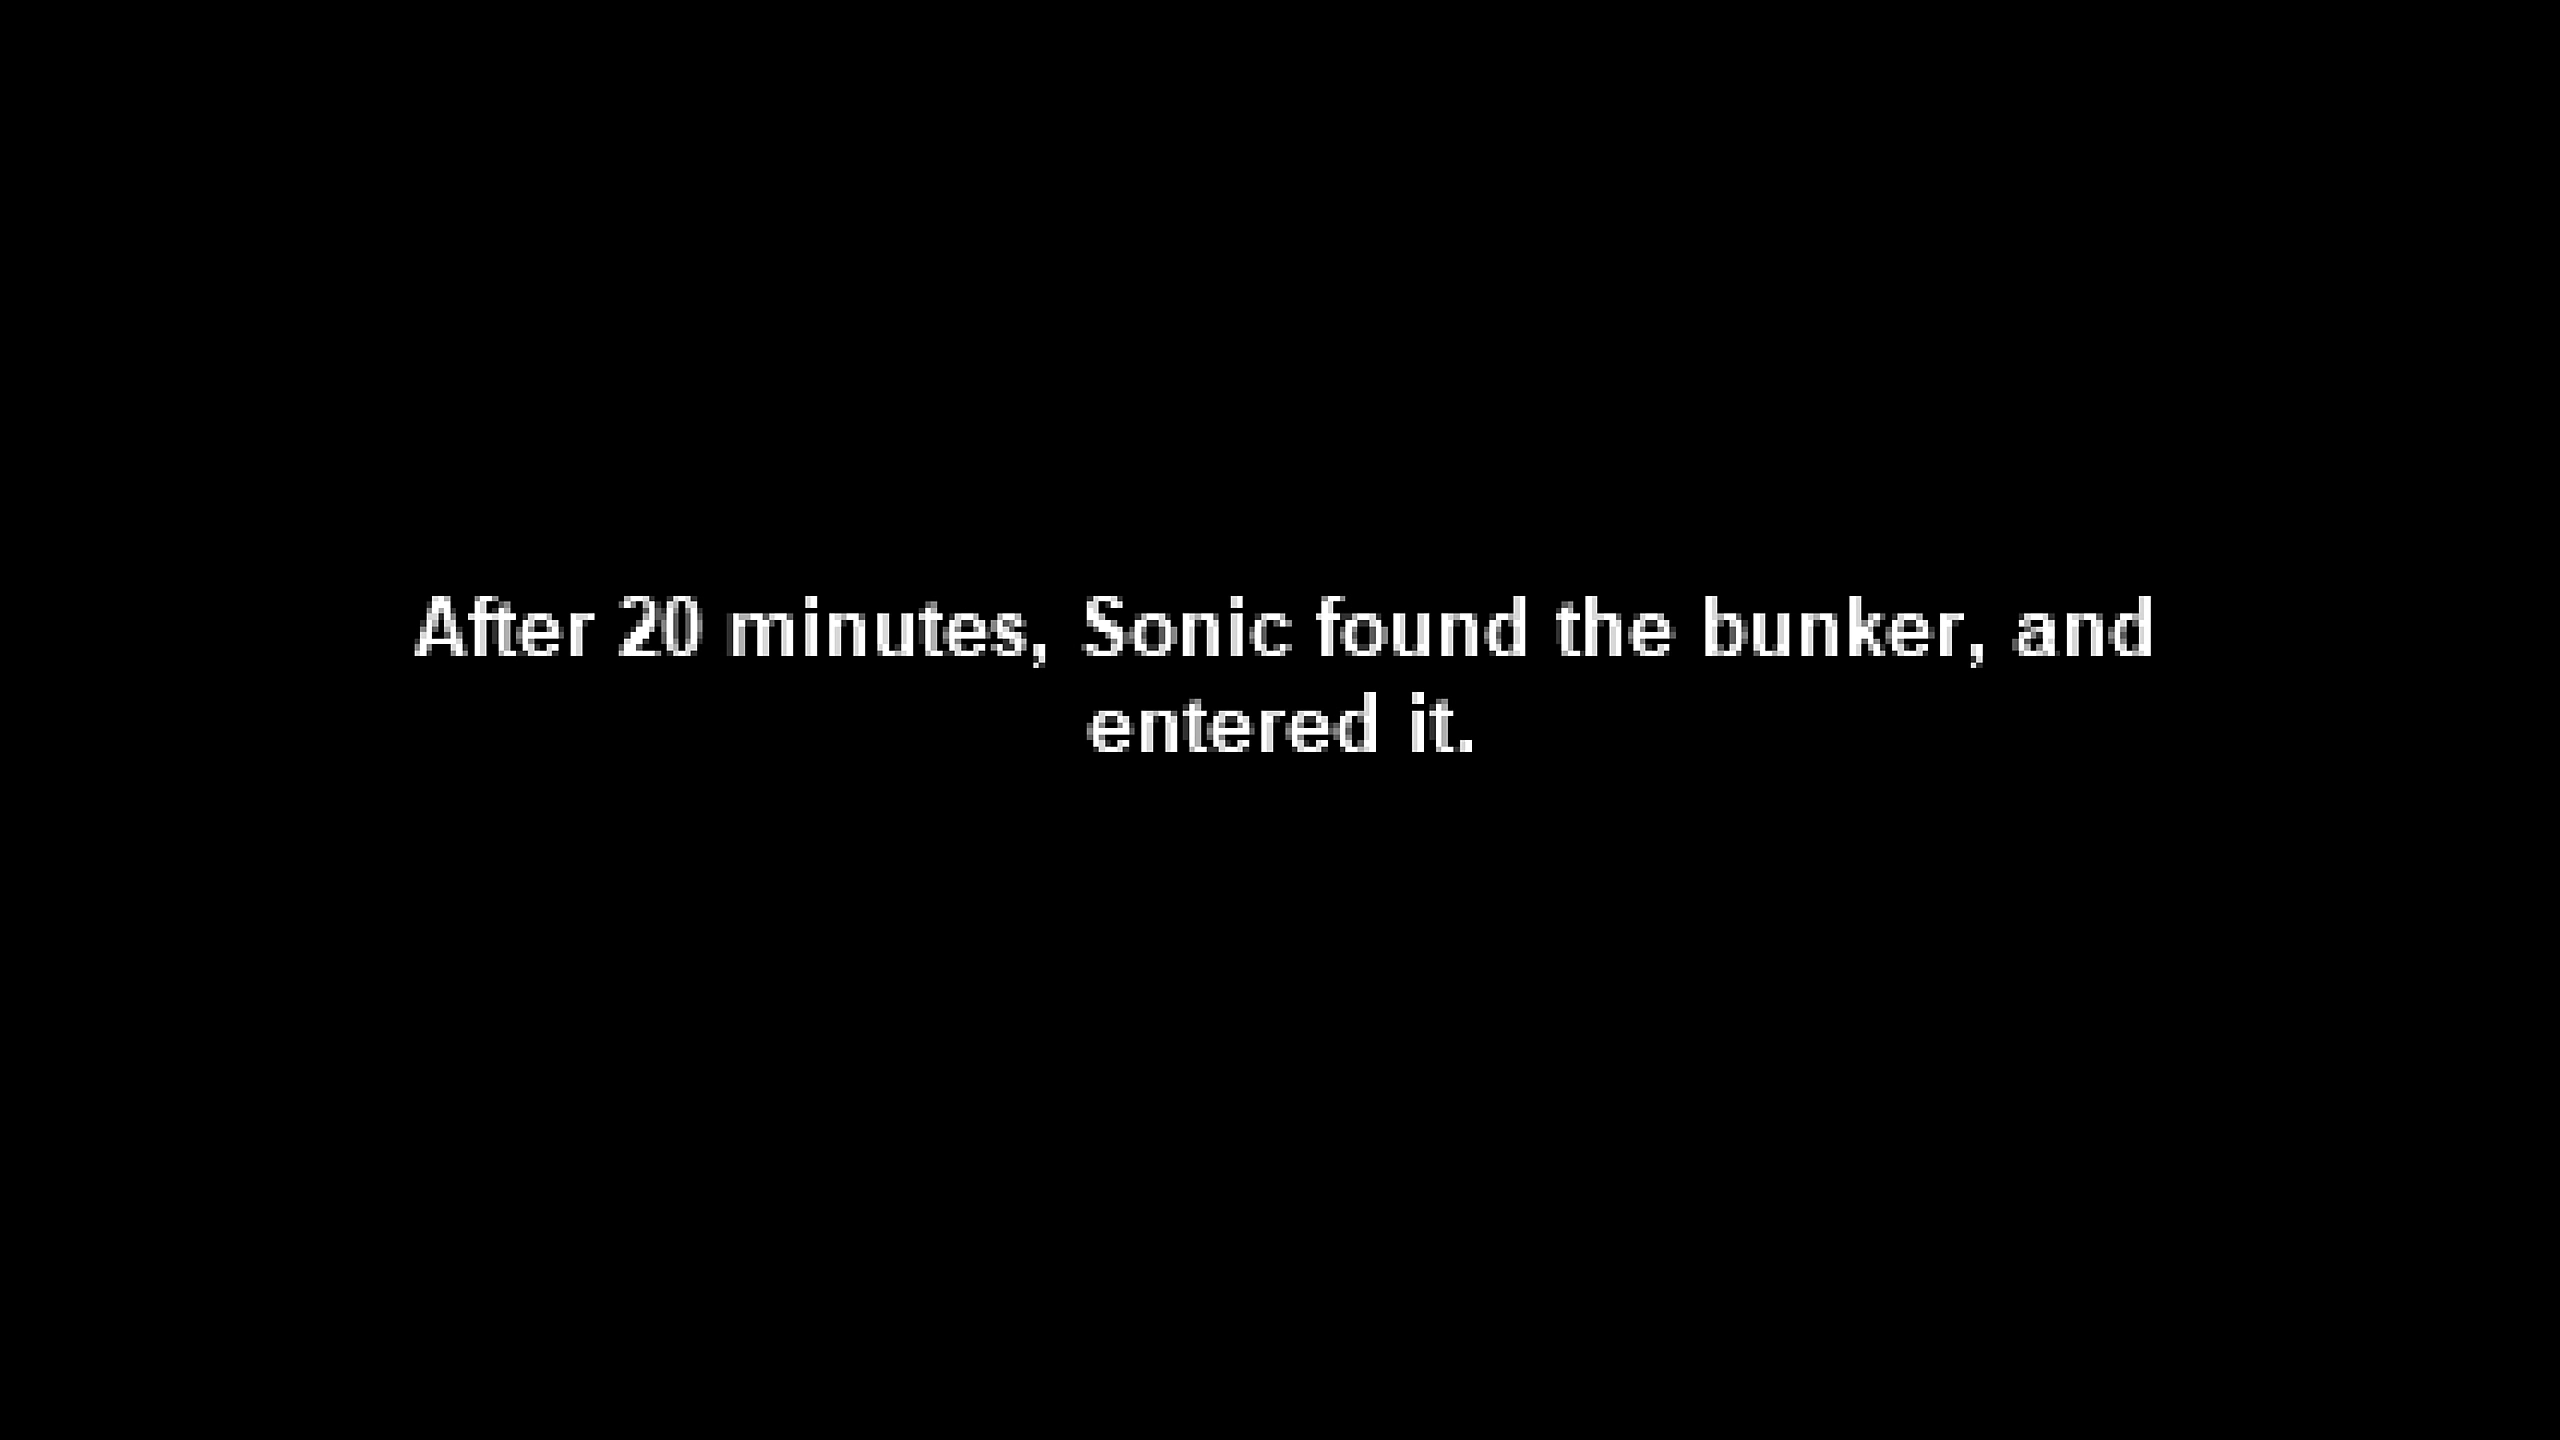 After 20 minutes, Sonic found the bunker, and
entered it.